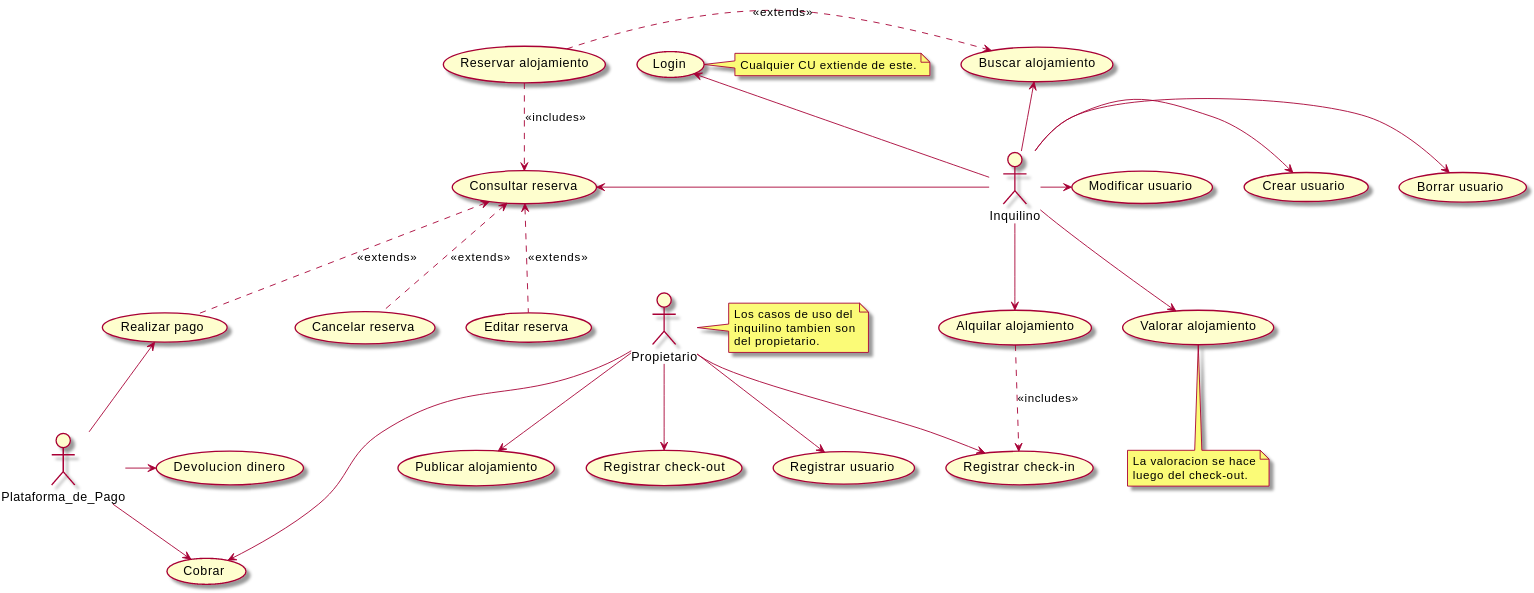 «extends»
Reservar alojamiento
Login
Cualquier CU extiende de este.
Buscar alojamiento
«includes»
Consultar reserva
Modificar usuario
Crear usuario
Borrar usuario
Inquilino
«extends»
«extends»
«extends»
Realizar pago
Cancelar reserva
Editar reserva
Los casos de uso del
inquilino tambien son
del propietario.
Alquilar alojamiento
Valorar alojamiento
Propietario
«includes»
Devolucion dinero
Publicar alojamiento
Registrar check-out
Registrar usuario
Registrar check-in
La valoracion se hace
luego del check-out.
Plataforma_de_Pago
Cobrar